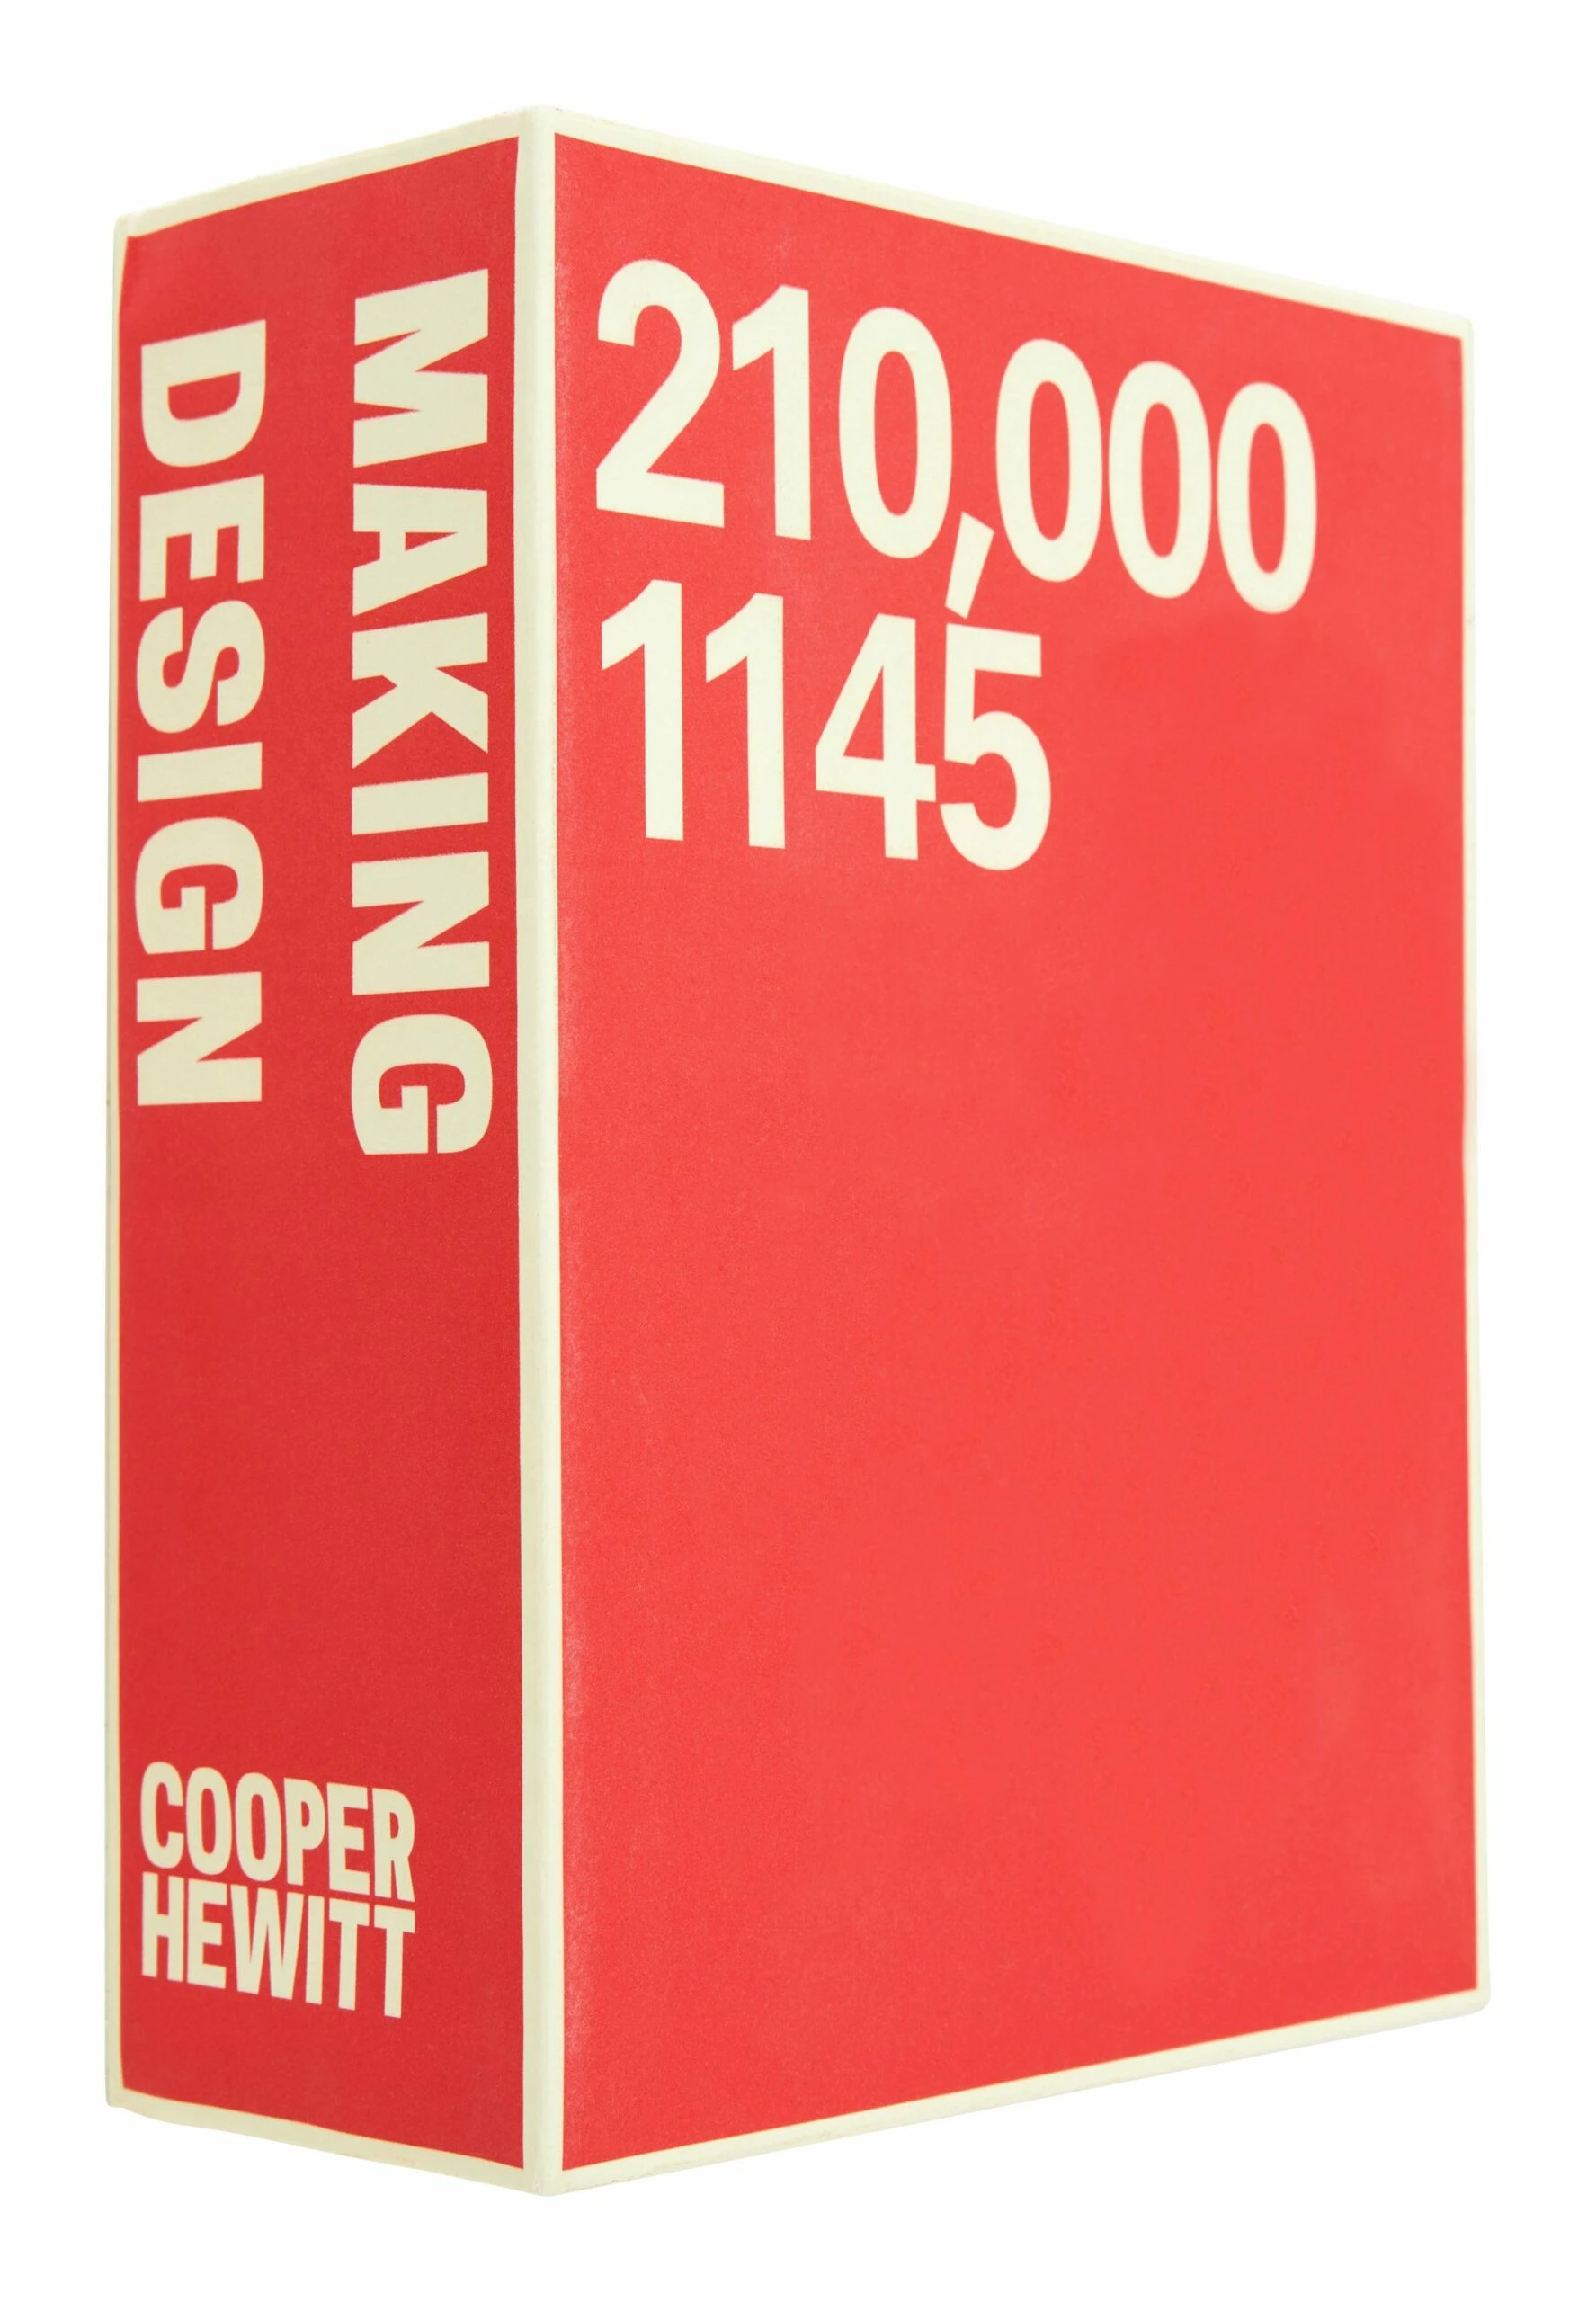 MAKING
DESIGN
COOPER
HEWITT
210,000
1145